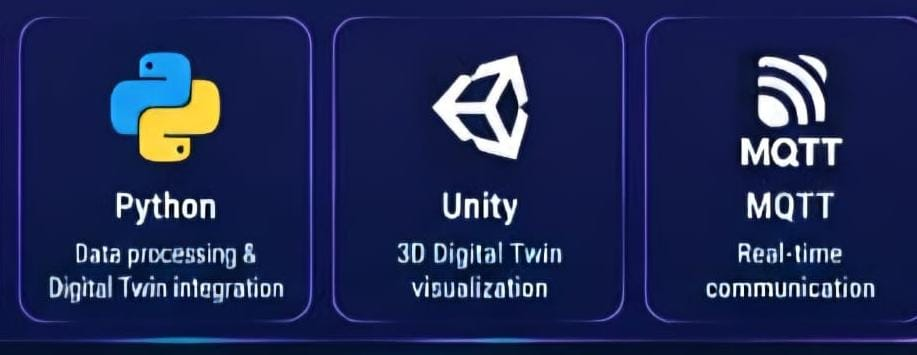 Python
Data processing &
Digital Twin integration
Unity
3D Digital Twin
visualization
MQTT
MQTT
Real-time
communication